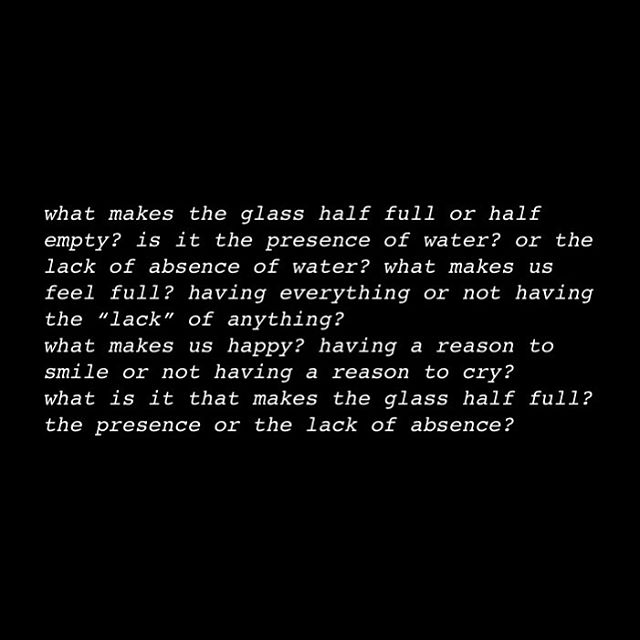 what makes the glass half full or half
empty? is it the presence of water? or the
lack of absence of water? what makes us
feel full? having everything or not having
the “lack” of anything?
what makes us happy? having a reason to
smile or not having a reason to cry?
what is it that makes the glass half full?
the presence or the lack of absence?